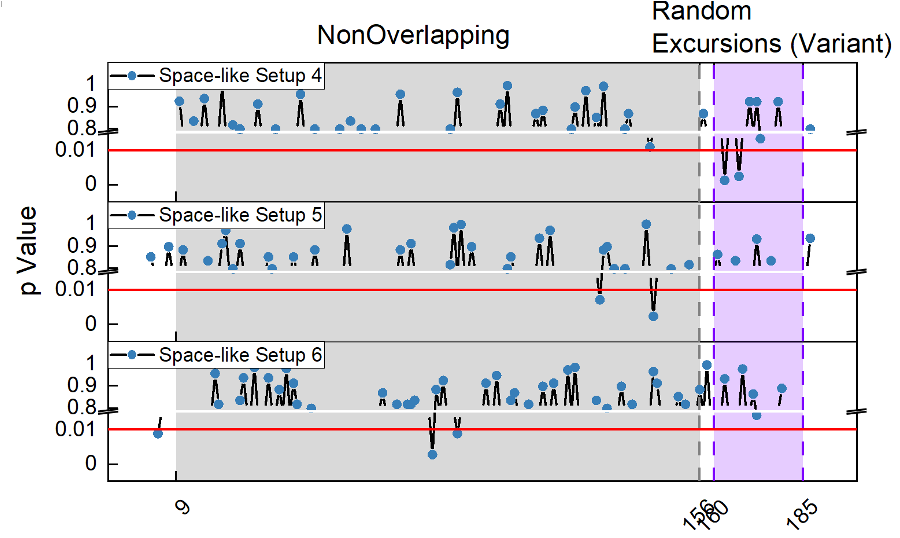 Random
NonOverlapping
Excursions (Variant)
Space-like Setup 4
1
0.9
0.8
0.01
0
Space-like Setup 5
1
0.9
0.8
0.01
0
Space-like Setup 6
1
0.9
0.8
0.01
0
p Value
9
156
160
185